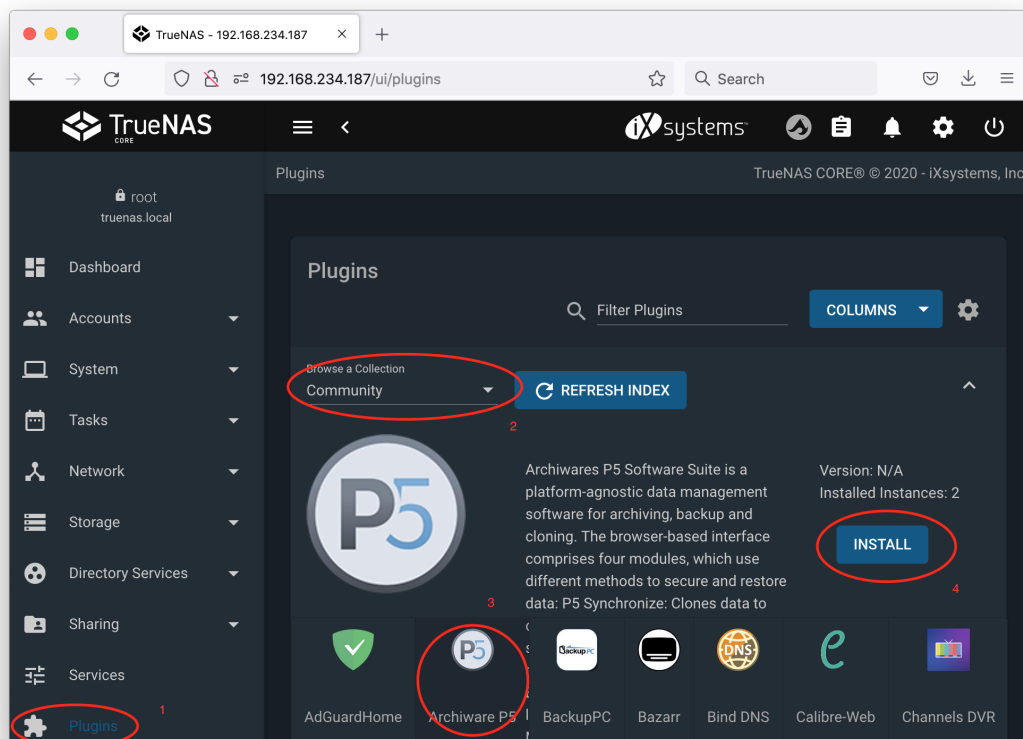 TrueNAS - 192.168.234.187
192.168.234.187/ui/plugins
Search
TrueNAS
CORE
iXsystems™
Plugins
TrueNAS CORE® © 2020 - iXsystems, Inc
root
truenas.local
Dashboard
Accounts
System
Tasks
Network
Storage
Directory Services
Sharing
Services
Plugins
1
Plugins
Filter Plugins
COLUMNS
Browse a Collection
Community
REFRESH INDEX
2
P5
Archiwares P5 Software Suite is a
platform-agnostic data management
software for archiving, backup and
cloning. The browser-based interface
comprises four modules, which use
different methods to secure and restore
data: P5 Synchronize: Clones data to
Version: N/A
Installed Instances: 2
INSTALL
4
3
P5
BackupPC
DNS
AdGuardHome
Archiware P5
BackupPC
Bazarr
Bind DNS
Calibre-Web
Channels DVR